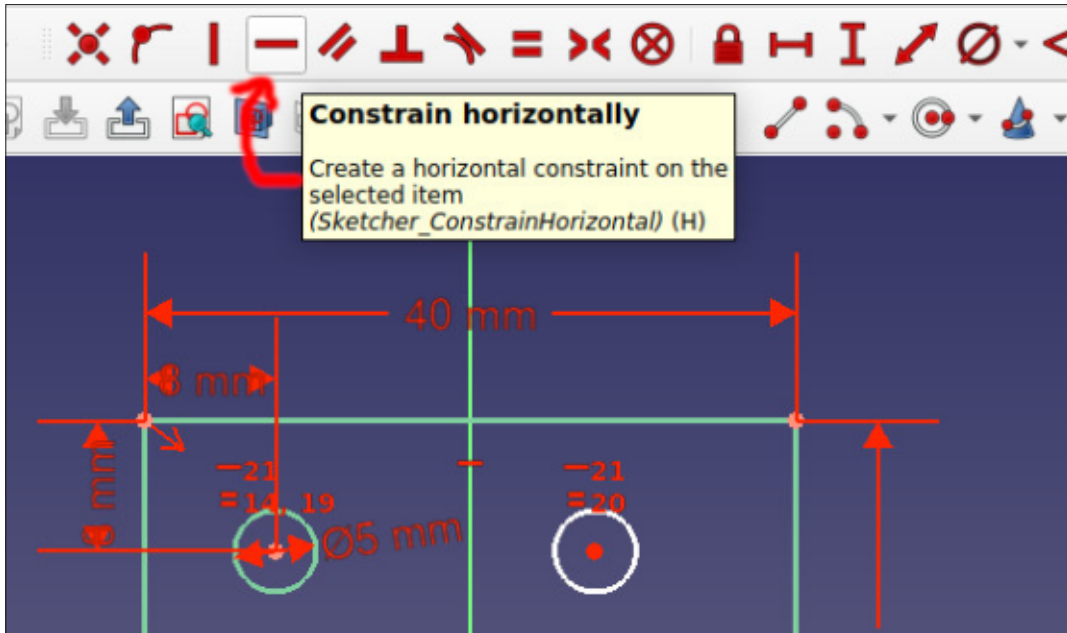 Constrain horizontally
Create a horizontal constraint on the
selected item
(Sketcher_ConstrainHorizontal) (H)
40 mm
8 mm
mm
21
=14, 19
21
=20
Ø5 mm